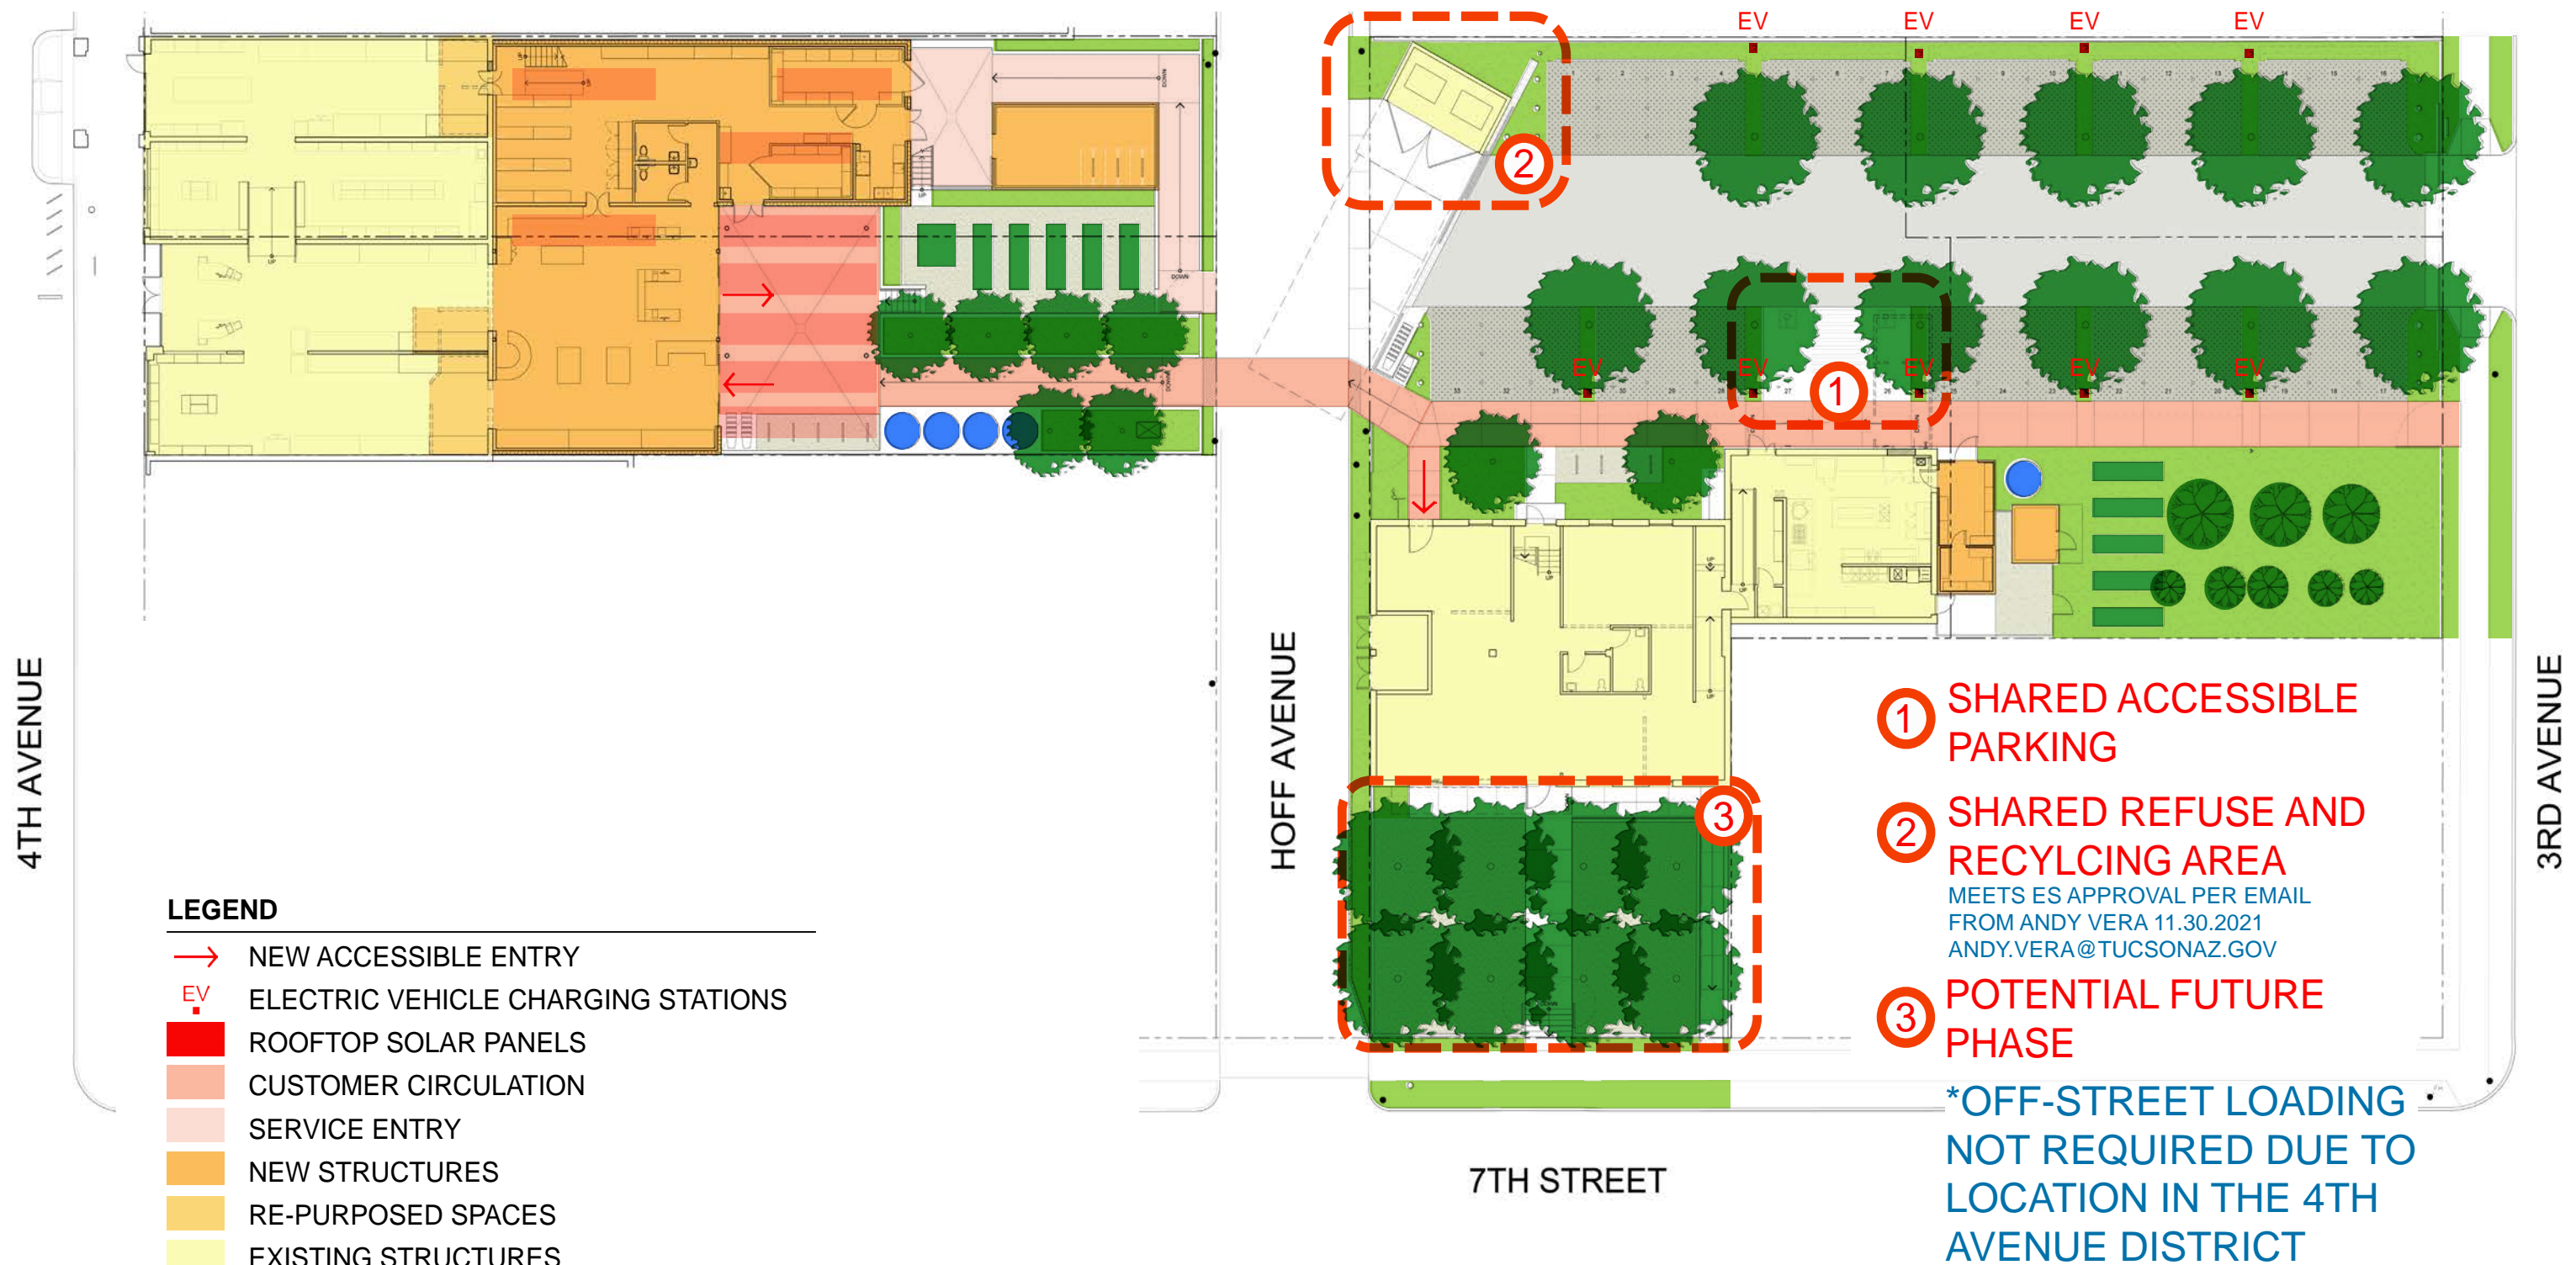 EV EV EV EV
2
EV EV EV EV EV
1
UP
DOWN
3
4TH AVENUE
HOFF AVENUE
3RD AVENUE
7TH STREET
LEGEND
NEW ACCESSIBLE ENTRY
EV ELECTRIC VEHICLE CHARGING STATIONS
ROOFTOP SOLAR PANELS
CUSTOMER CIRCULATION
SERVICE ENTRY
NEW STRUCTURES
RE-PURPOSED SPACES
EXISTING STRUCTURES
1 SHARED ACCESSIBLE
PARKING
2 SHARED REFUSE AND
RECYLCING AREA
MEETS ES APPROVAL PER EMAIL
FROM ANDY VERA 11.30.2021
ANDY.VERA@TUCSONAZ.GOV
3 POTENTIAL FUTURE
PHASE
*OFF-STREET LOADING
NOT REQUIRED DUE TO
LOCATION IN THE 4TH
AVENUE DISTRICT